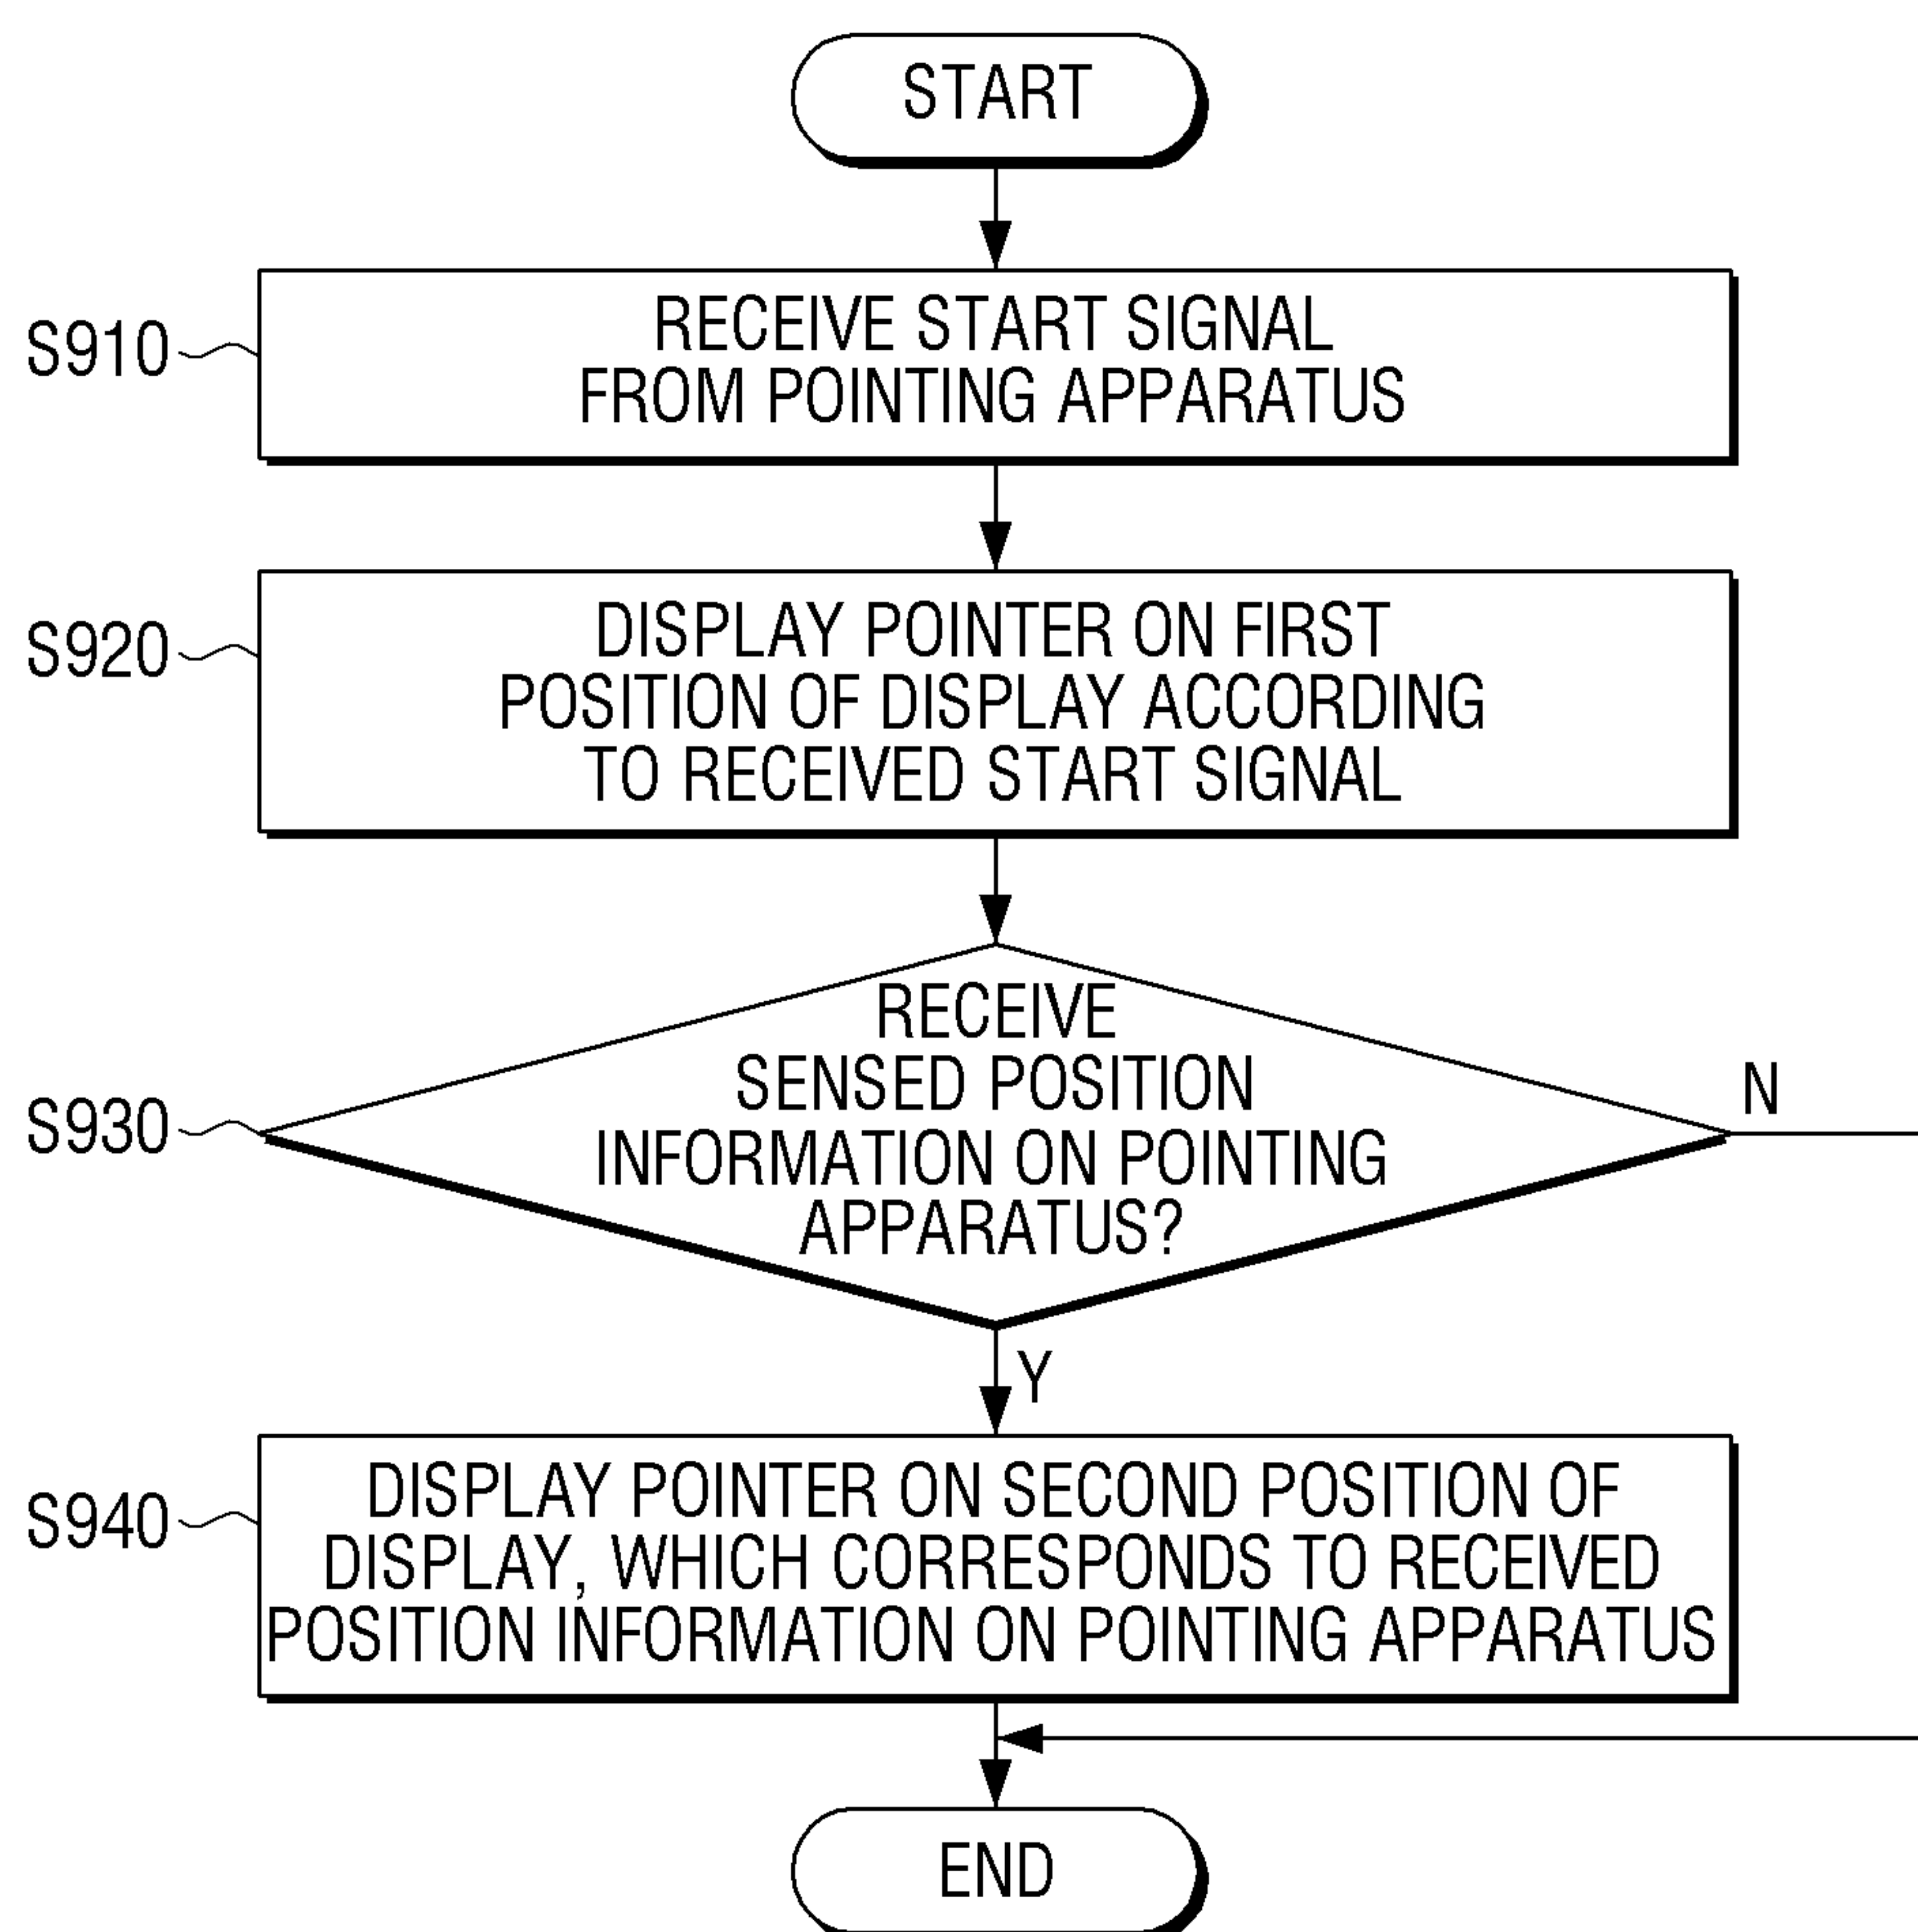 START
S910
RECEIVE START SIGNAL
FROM POINTING APPARATUS
S920
DISPLAY POINTER ON FIRST
POSITION OF DISPLAY ACCORDING
TO RECEIVED START SIGNAL
S930
RECEIVE
SENSED POSITION
INFORMATION ON POINTING
APPARATUS?
N
Y
S940
DISPLAY POINTER ON SECOND POSITION OF
DISPLAY, WHICH CORRESPONDS TO RECEIVED
POSITION INFORMATION ON POINTING APPARATUS
END